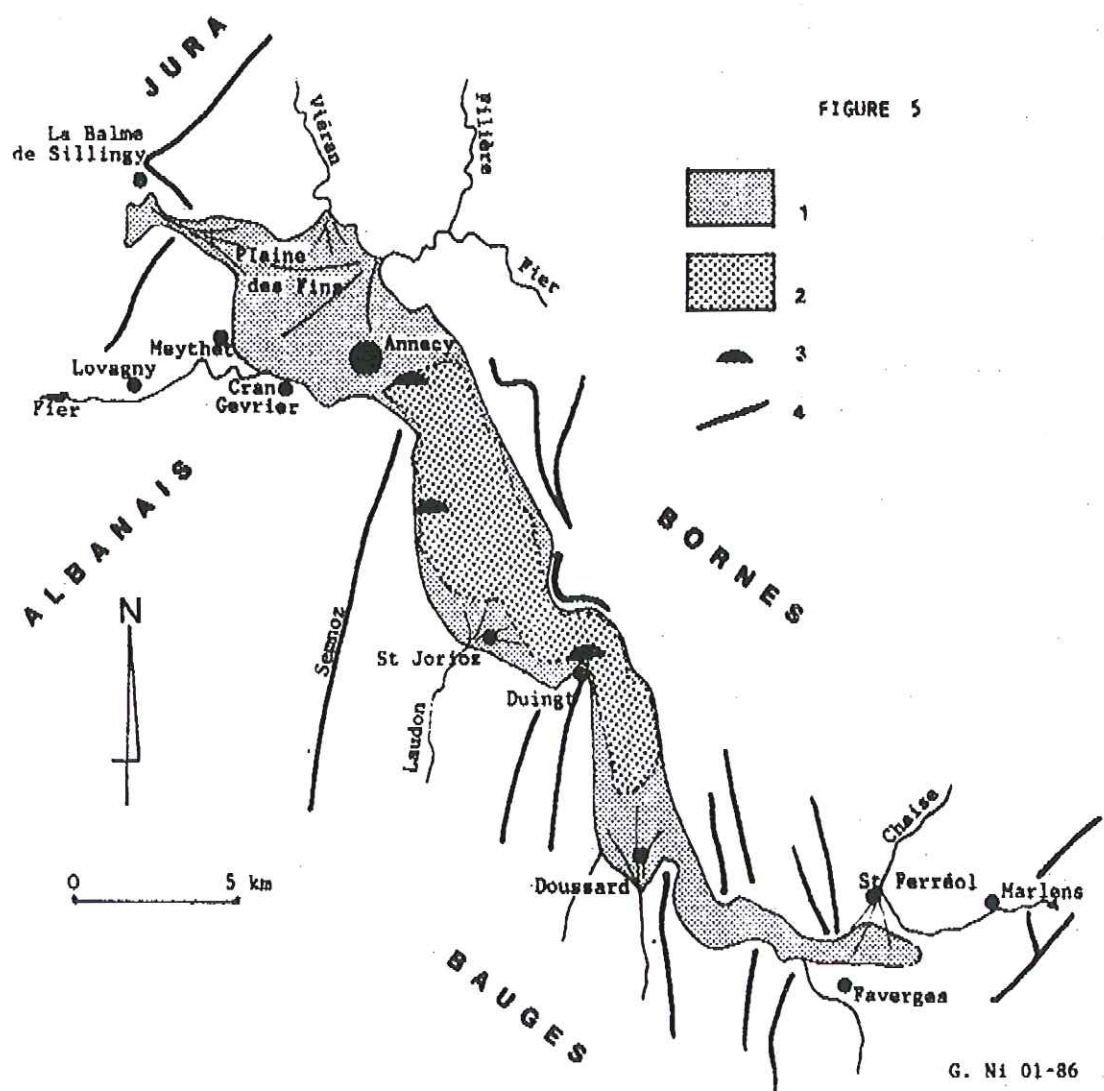 JURA
FIGURE 5
La Balme
de Sillingy
Viéran
Filière
1
Plaine
des Fins
Fier
2
Meythet
Annecy
3
Lovagny
Cran
Gevrier
Fier
4
ALBANAIS
BORNES
N
Semnoz
St Jorioz
Duingt
Laudon
Chaise
0 5 km
Doussard
St Ferréol
Marlens
BAUGES
Faverges
G. Ni 01-86